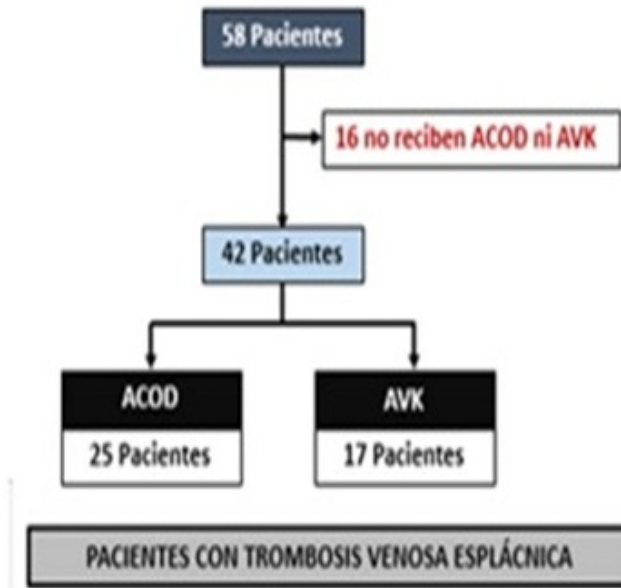 58 Pacientes
16 no reciben ACOD ni AVK
42 Pacientes
ACOD
AVK
25 Pacientes
17 Pacientes
PACIENTES CON TROMBOSIS VENOSA ESPLÁCNICA